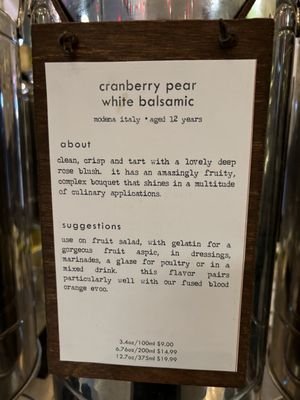 cranberry pear
white balsamic
modena italy • aged 12 years
about
clean, crisp and tart with a lovely deep
rose blush. it has an amazingly fruity,
complex bouquet that shines in a multitude
of culinary applications.
suggestions
use on fruit salad, with gelatin for a
gorgeous fruit aspic, in dressings,
marinades, a glaze for poultry or in a
mixed drink. this flavor pairs
particularly well with our fused blood
orange evoo.
3.4oz/100ml $9.00
6.76oz/200ml $14.99
12.7oz/375ml $19.99